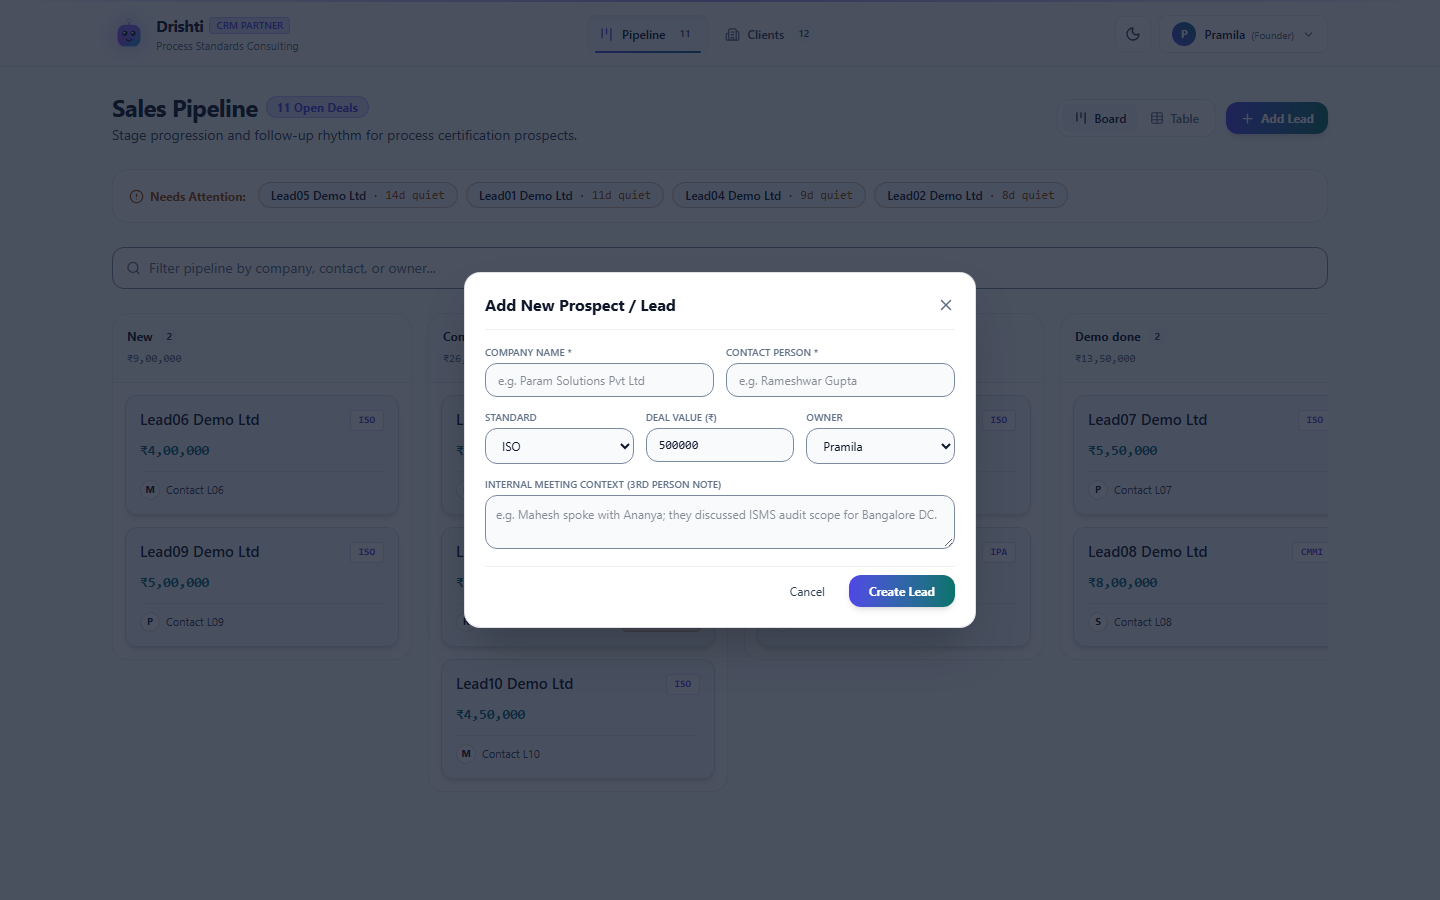 Drishti CRM PARTNER
Process Standards Consulting
Pipeline 11
Clients 12
P Pramila (Founder)
Sales Pipeline 11 Open Deals
Stage progression and follow-up rhythm for process certification prospects.
Board
Table
+ Add Lead
Needs Attention:
Lead05 Demo Ltd · 14d quiet
Lead01 Demo Ltd · 11d quiet
Lead04 Demo Ltd · 9d quiet
Lead02 Demo Ltd · 8d quiet
Filter pipeline by company, contact, or owner...
New 2
₹9,00,000
Lead06 Demo Ltd ISO
₹4,00,000
M Contact L06
Lead09 Demo Ltd ISO
₹5,00,000
P Contact L09
Lead10 Demo Ltd ISO
₹4,50,000
M Contact L10
ISO
IPA
Demo done 2
₹13,50,000
Lead07 Demo Ltd ISO
₹5,50,000
P Contact L07
Lead08 Demo Ltd CMMI
₹8,00,000
S Contact L08
Add New Prospect / Lead
COMPANY NAME *
e.g. Param Solutions Pvt Ltd
CONTACT PERSON *
e.g. Rameshwar Gupta
STANDARD
ISO
DEAL VALUE (₹)
500000
OWNER
Pramila
INTERNAL MEETING CONTEXT (3RD PERSON NOTE)
e.g. Mahesh spoke with Ananya; they discussed ISMS audit scope for Bangalore DC.
Cancel
Create Lead